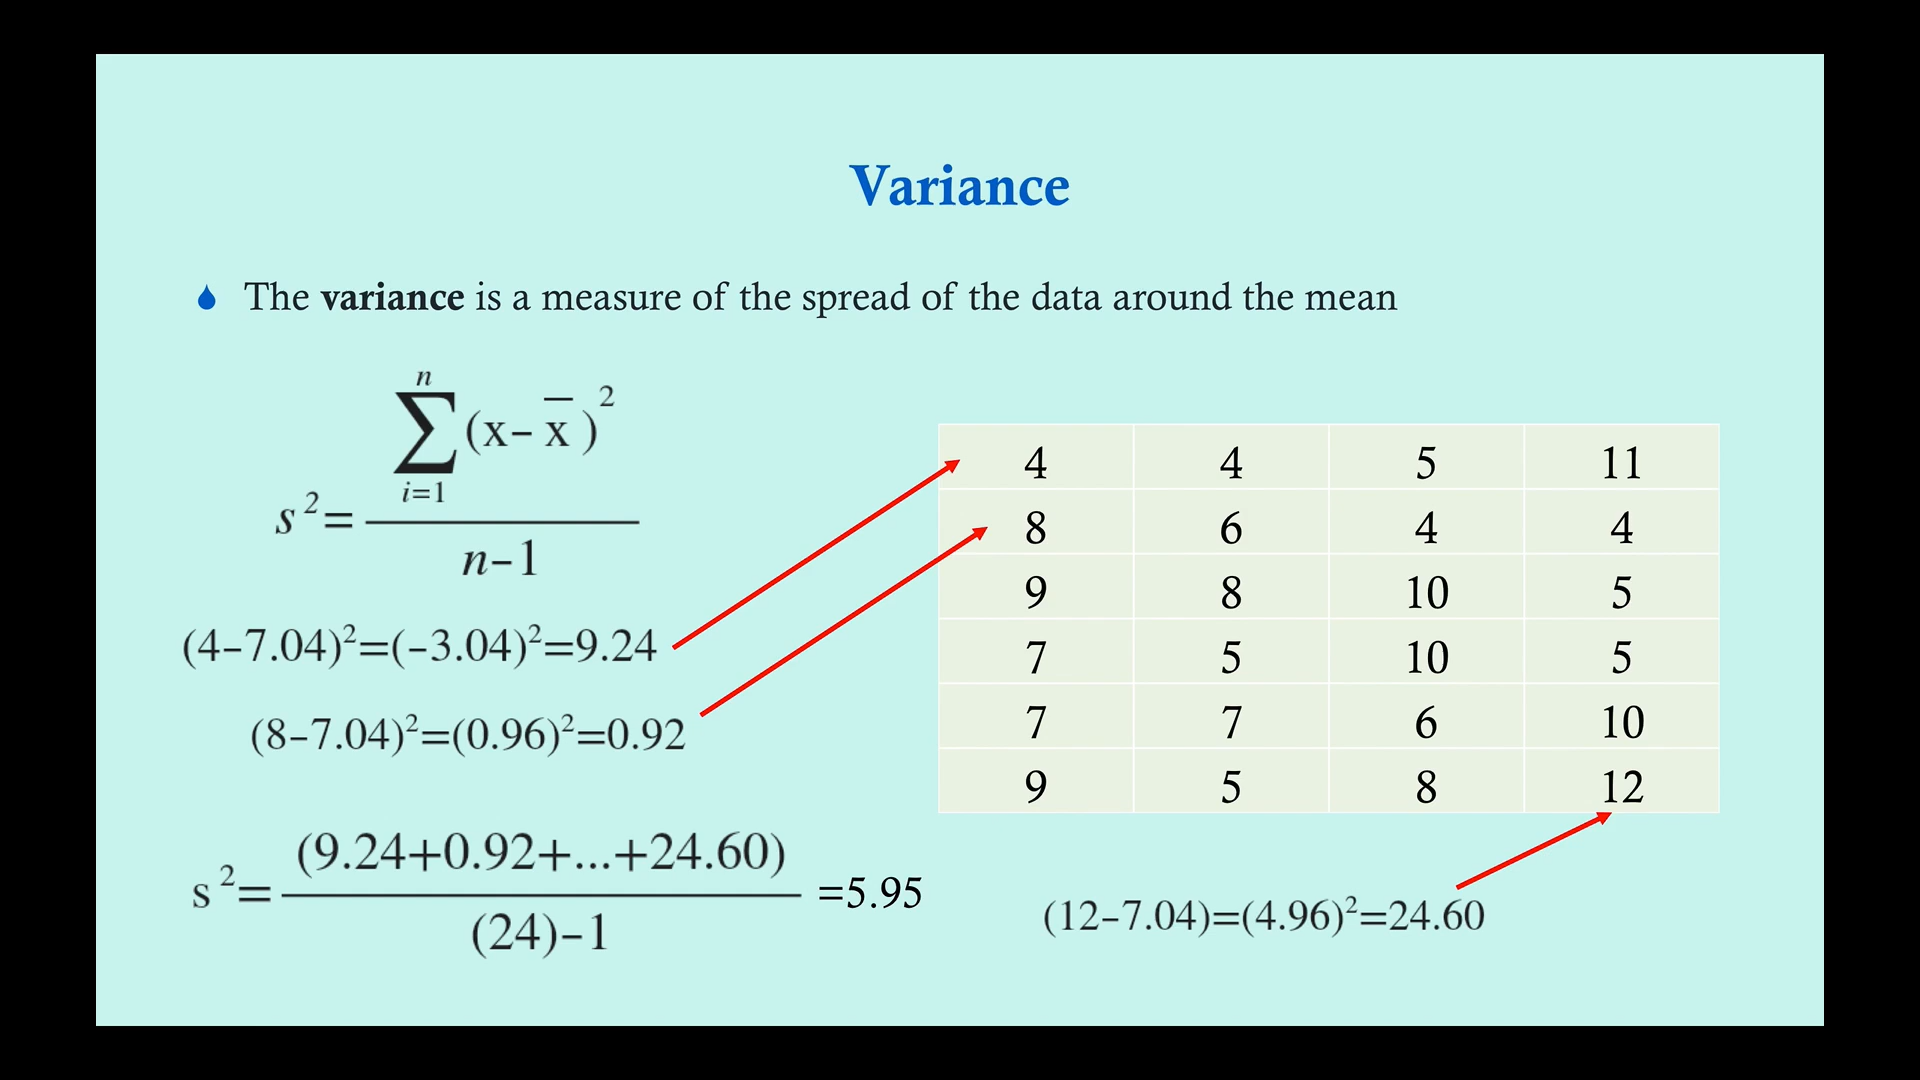 Variance
The variance is a measure of the spread of the data around the mean
n
∑(x–x̄)²
i=1
s²=
n–1
(4–7.04)²=(–3.04)²=9.24
(8–7.04)²=(0.96)²=0.92
(9.24+0.92+...+24.60)
s²= =5.95
(24)–1
4 4 5 11
8 6 4 4
9 8 10 5
7 5 10 5
7 7 6 10
9 5 8 12
(12–7.04)=(4.96)²=24.60